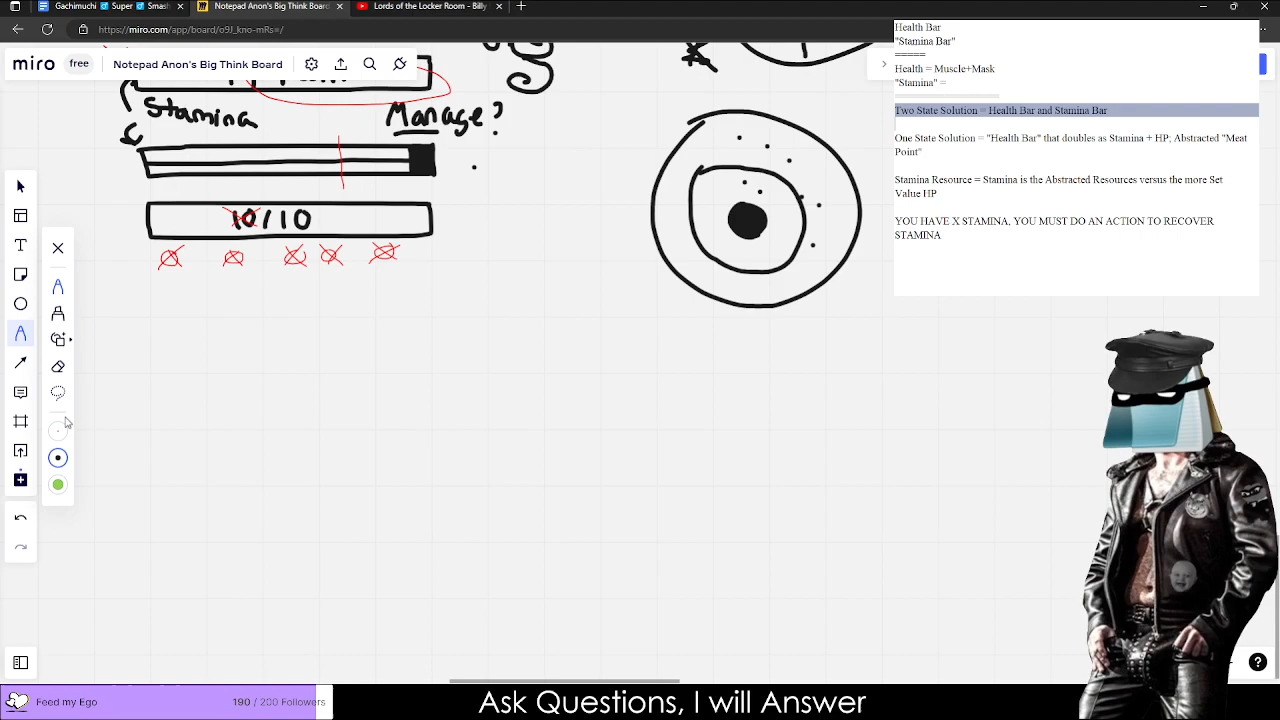 Gchimuchi @ Super @ Smash
Notepad Anon's Big Think Board
Lords of the Locker Room - Billy
https://miro.com/app/board/o9J_kno-mRs=/
miro
free
Notepad Anon's Big Think Board
Health Bar
"Stamina Bar"
=====
Health = Muscle+Mask
"Stamina" =
Two State Solution = Health Bar and Stamina Bar
One State Solution = "Health Bar" that doubles as Stamina + HP; Abstracted "Meat
Point"
Stamina Resource = Stamina is the Abstracted Resources versus the more Set
Value HP
YOU HAVE X STAMINA, YOU MUST DO AN ACTION TO RECOVER
STAMINA
Stamina
Manage?
10/10
Feed my Ego
190 / 200 Followers
Ask Questions, I will Answer